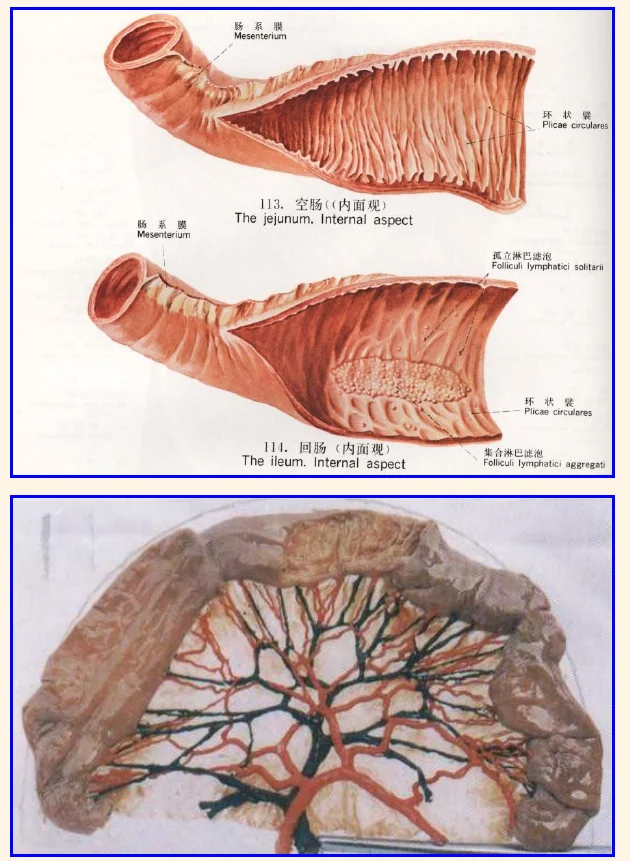 肠 系 膜
Mesenterium
环 状 襞
Plicae circulares
113. 空肠((内面观)
The jejunum. Internal aspect
肠 系 膜
Mesenterium
孤立淋巴滤泡
Folliculi lymphatici solitarii
环 状 襞
Plicae circulares
114. 回肠 (内面观)
The ileum. Internal aspect
集合淋巴滤泡
Folliculi lymphatici aggregati